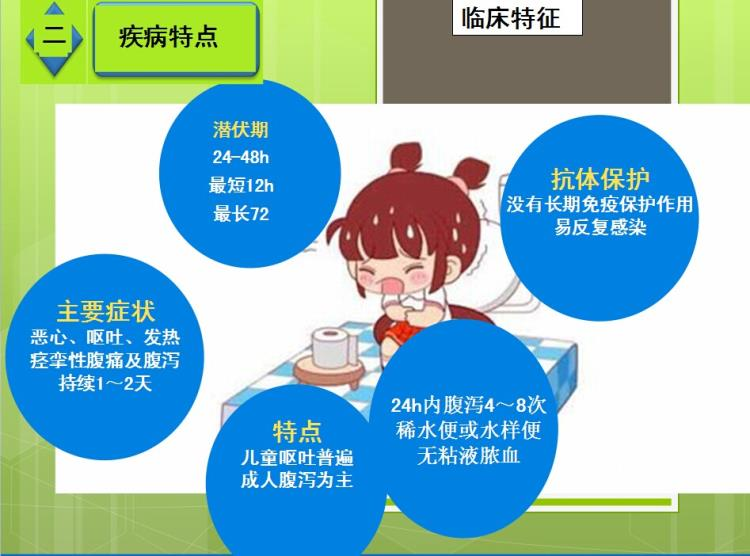 二
疾病特点
临床特征
潜伏期
24-48h
最短12h
最长72
抗体保护
没有长期免疫保护作用
易反复感染
主要症状
恶心、呕吐、发热
痉挛性腹痛及腹泻
持续1～2天
特点
儿童呕吐普遍
成人腹泻为主
24h内腹泻4～8次
稀水便或水样便
无粘液脓血